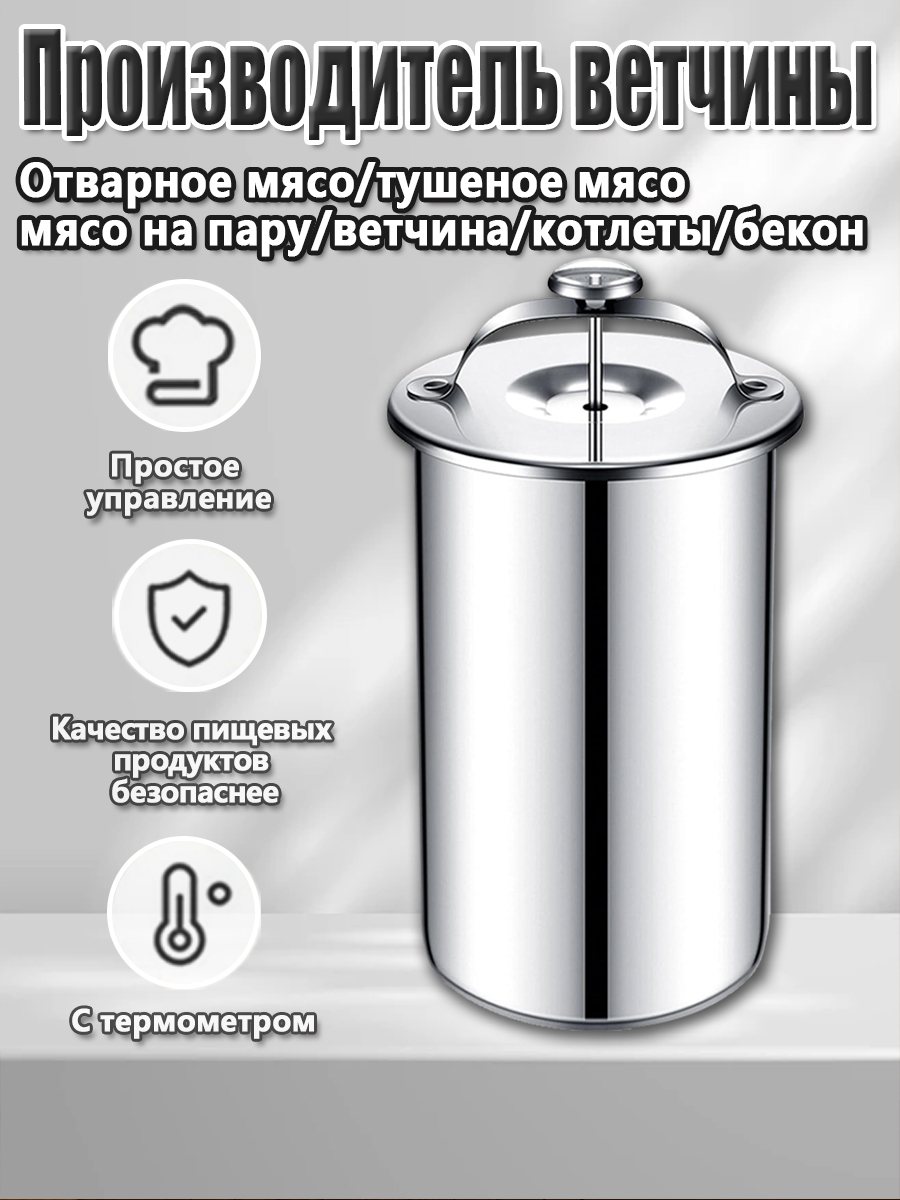 Производитель ветчины
Отварное мясо/тушеное мясо
мясо на пару/ветчина/котлеты/бекон
Простое
управление
Качество пищевых
продуктов
безопаснее
С термометром